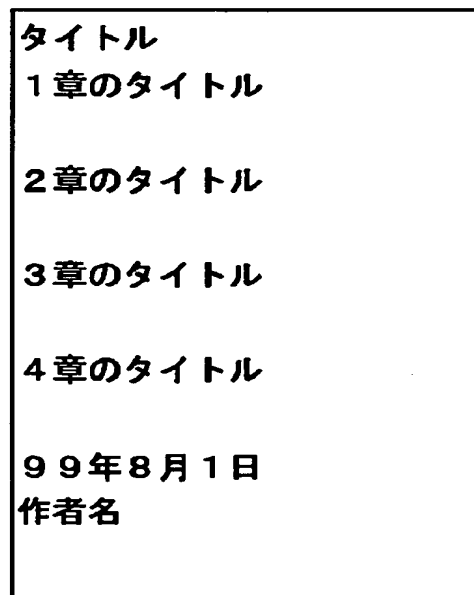 タイトル
１章のタイトル
２章のタイトル
３章のタイトル
４章のタイトル
９９年８月１日
作者名